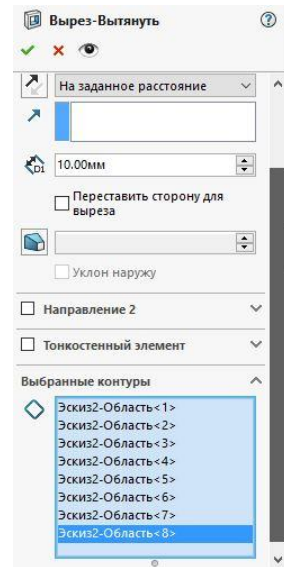 Вырез-Вытянуть
На заданное расстояние
D1
10.00мм
Переставить сторону для
выреза
Уклон наружу
Направление 2
Тонкостенный элемент
Выбранные контуры
Эскиз2-Область<1>
Эскиз2-Область<2>
Эскиз2-Область<3>
Эскиз2-Область<4>
Эскиз2-Область<5>
Эскиз2-Область<6>
Эскиз2-Область<7>
Эскиз2-Область<8>